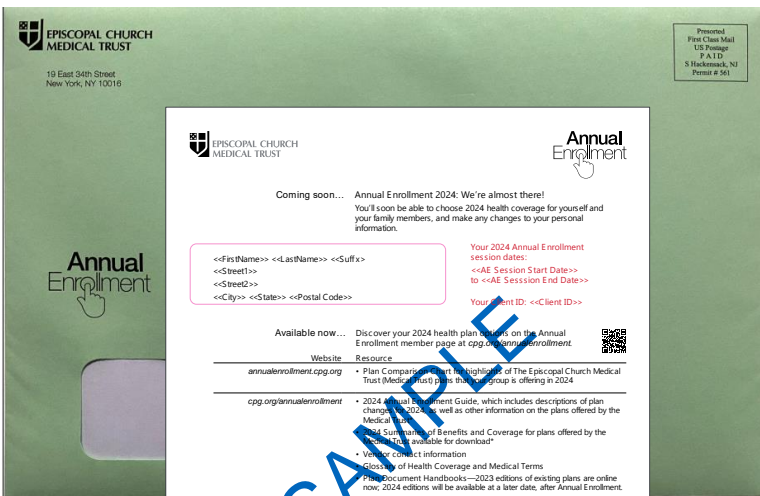 EPISCOPAL CHURCH
MEDICAL TRUST
19 East 34th Street
New York, NY 10016
Presorted
First Class Mail
US Postage
P A I D
S Hackensack, NJ
Permit # 561
Annual
Enrollment
EPISCOPAL CHURCH
MEDICAL TRUST
Annual
Enrollment
Coming soon... Annual Enrollment 2024: We're almost there!
You'll soon be able to choose 2024 health coverage for yourself and
your family members, and make any changes to your personal
information.
<<FirstName>> <<LastName>> <<Suffix>
<<Street1>>
<<Street2>>
<<City>> <<State>> <<Postal Code>>
Your 2024 Annual Enrollment
session dates:
<<AE Session Start Date>>
to <<AE Sesssion End Date>>
Your Client ID: <<Client ID>>
Available now... Discover your 2024 health plan options on the Annual
Enrollment member page at cpg.org/annualenrollment.
Website Resource
annualenrollment.cpg.org • Plan Comparison Chart for highlights of The Episcopal Church Medical
Trust (Medical Trust) plans that your group is offering in 2024
cpg.org/annualenrollment • 2024 Annual Enrollment Guide, which includes descriptions of plan
changes for 2024, as well as other information on the plans offered by the
Medical Trust
• 2024 Summaries of Benefits and Coverage for plans offered by the
Medical Trust available for download*
• Vendor contact information
• Glossary of Health Coverage and Medical Terms
• Plan Document Handbooks—2023 editions of existing plans are online
now; 2024 editions will be available at a later date, after Annual Enrollment.
SAMPLE